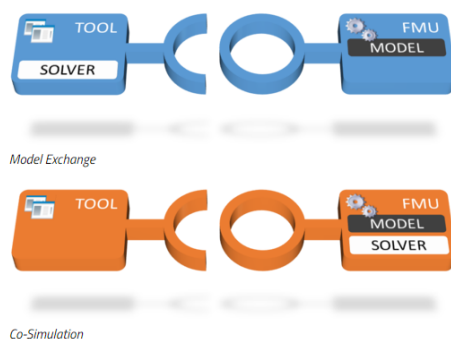 TOOL
SOLVER
FMU
MODEL
Model Exchange
TOOL
FMU
MODEL
SOLVER
Co-Simulation